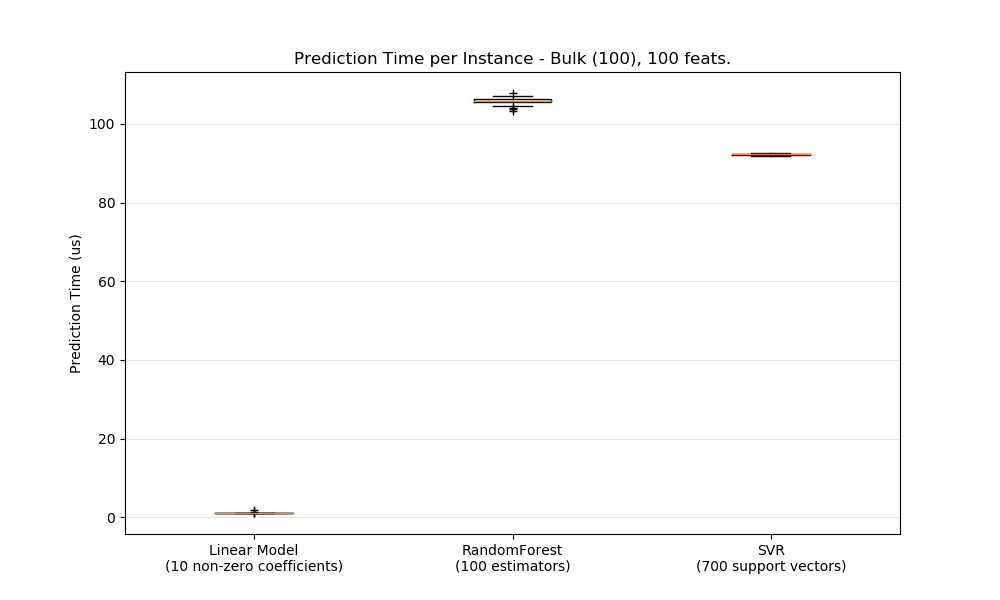 Prediction Time per Instance - Bulk (100), 100 feats.
Prediction Time (us)
100
80
60
40
20
0
Linear Model
(10 non-zero coefficients)
RandomForest
(100 estimators)
SVR
(700 support vectors)